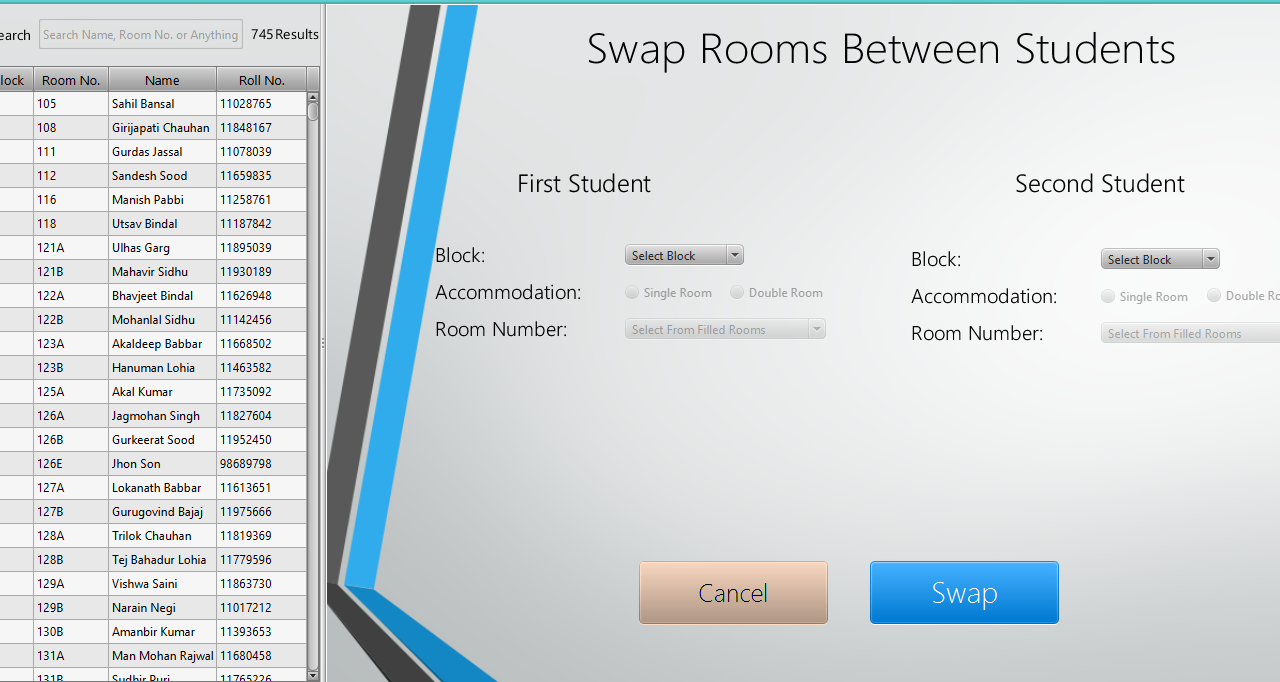 earch Search Name, Room No. or Anything 745 Results
lock Room No. Name Roll No.
105 Sahil Bansal 11028765
108 Girijapati Chauhan 11848167
111 Gurdas Jassal 11078039
112 Sandesh Sood 11659835
116 Manish Pabbi 11258761
118 Utsav Bindal 11187842
121A Ulhas Garg 11895039
121B Mahavir Sidhu 11930189
122A Bhavjeet Bindal 11626948
122B Mohanlal Sidhu 11142456
123A Akaldeep Babbar 11668502
123B Hanuman Lohia 11463582
125A Akal Kumar 11735092
126A Jagmohan Singh 11827604
126B Gurkeerat Sood 11952450
126E Jhon Son 98689798
127A Lokanath Babbar 11613651
127B Gurugovind Bajaj 11975666
128A Trilok Chauhan 11819369
128B Tej Bahadur Lohia 11779596
129A Vishwa Saini 11863730
129B Narain Negi 11017212
130B Amanbir Kumar 11393653
131A Man Mohan Rajwal 11680458
131B Sudhir Puri 11765226
Swap Rooms Between Students
First Student
Block: Select Block
Accommodation: Single Room Double Room
Room Number: Select From Filled Rooms
Second Student
Block: Select Block
Accommodation: Single Room Double Ro
Room Number: Select From Filled Rooms
Cancel Swap